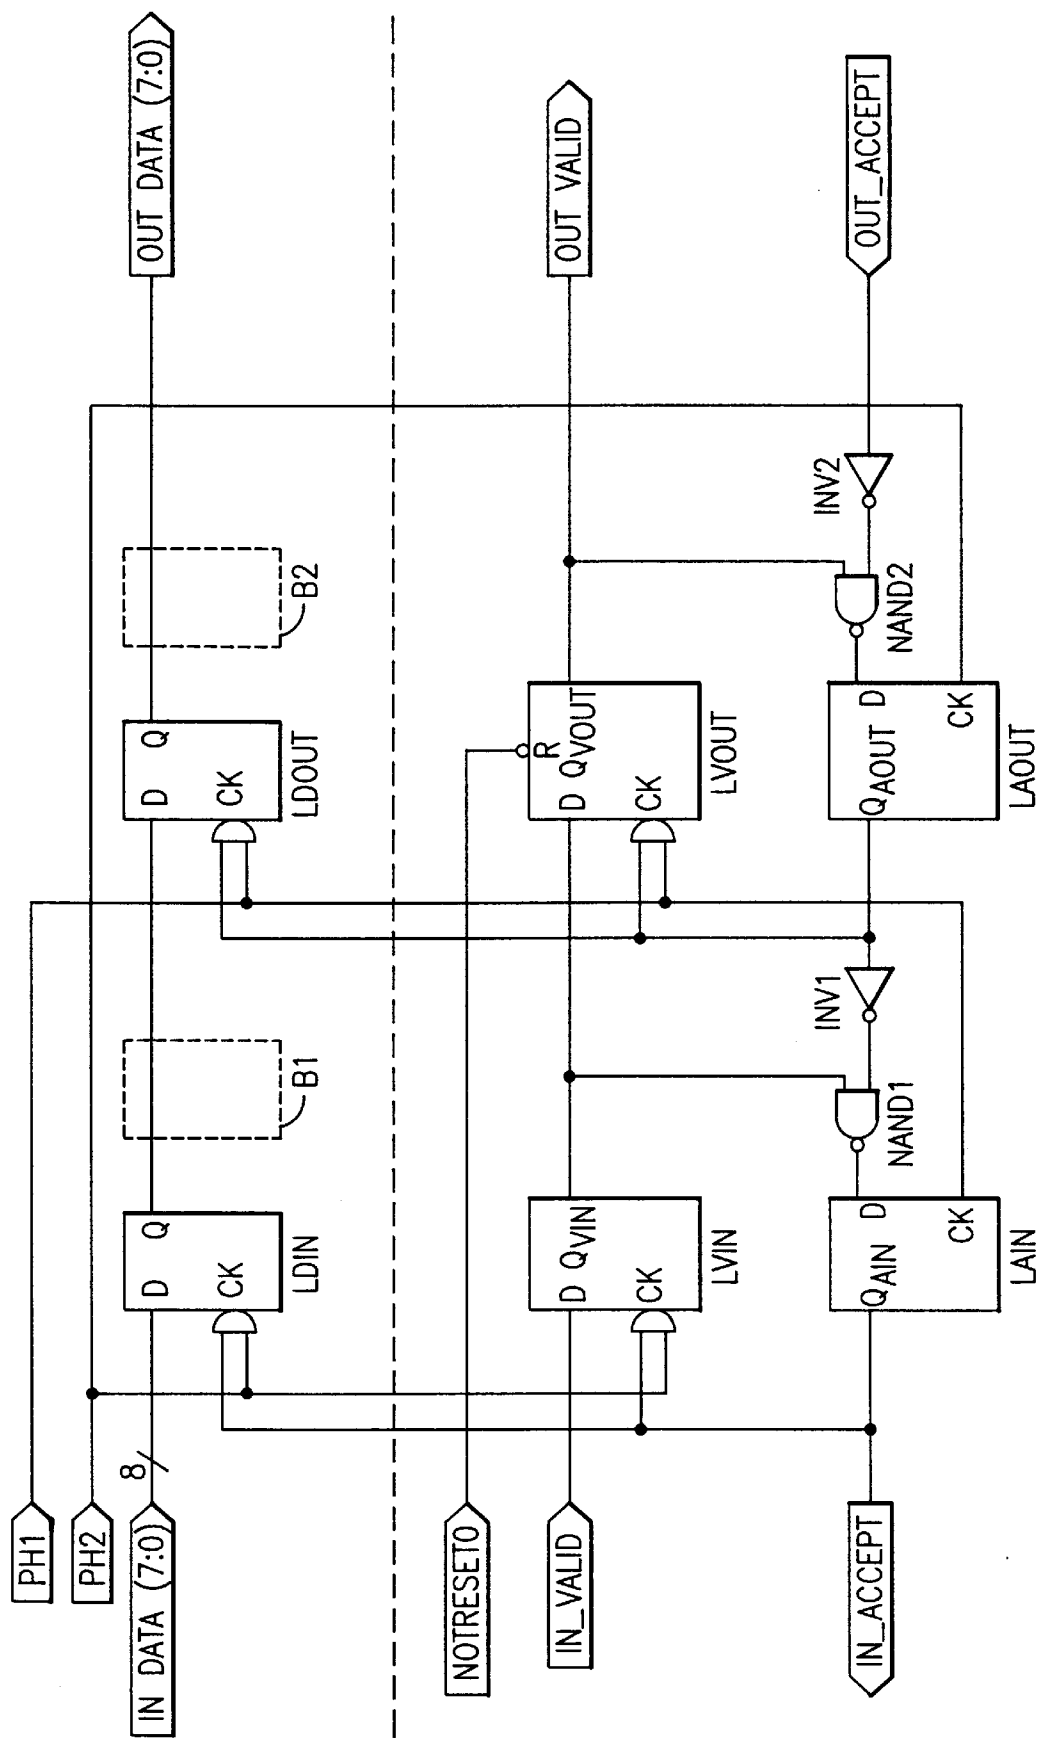 PH1
PH2
IN DATA (7:0)
8
D Q
CK
LDIN
B1
D Q
CK
LDOUT
B2
OUT DATA (7:0)
NOTRESET0
IN_VALID
D QVIN
CK
LVIN
R
D QVOUT
CK
LVOUT
OUT VALID
IN_ACCEPT
QAIN D
CK
LAIN
NAND1
INV1
QAOUT D
CK
LAOUT
NAND2
INV2
OUT_ACCEPT